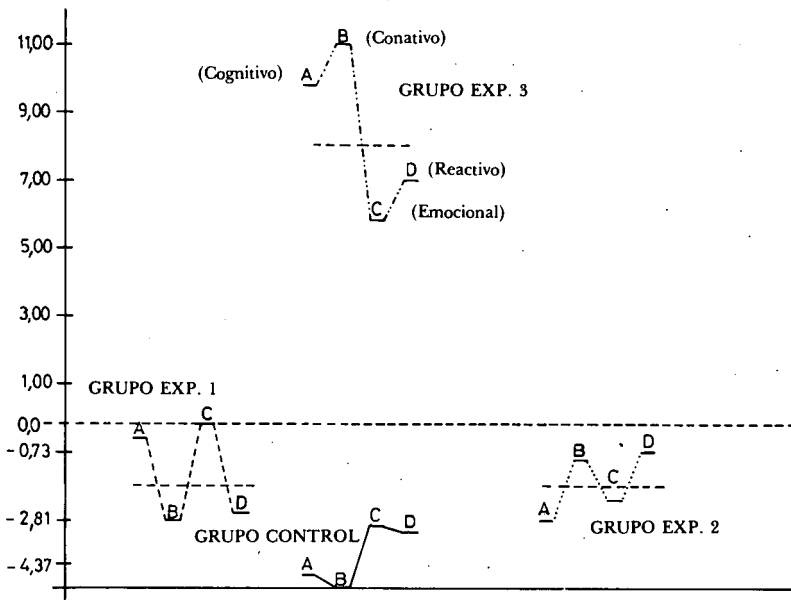 11,00
9,00
7,00
5,00
3,00
1,00
0,0
- 0,73
- 2,81
- 4,37
B (Conativo)
(Cognitivo) A
GRUPO EXP. 3
D (Reactivo)
C (Emocional)
GRUPO EXP. 1
A
C
B
D
GRUPO CONTROL
A
B
C
D
B
D
C
A
GRUPO EXP. 2